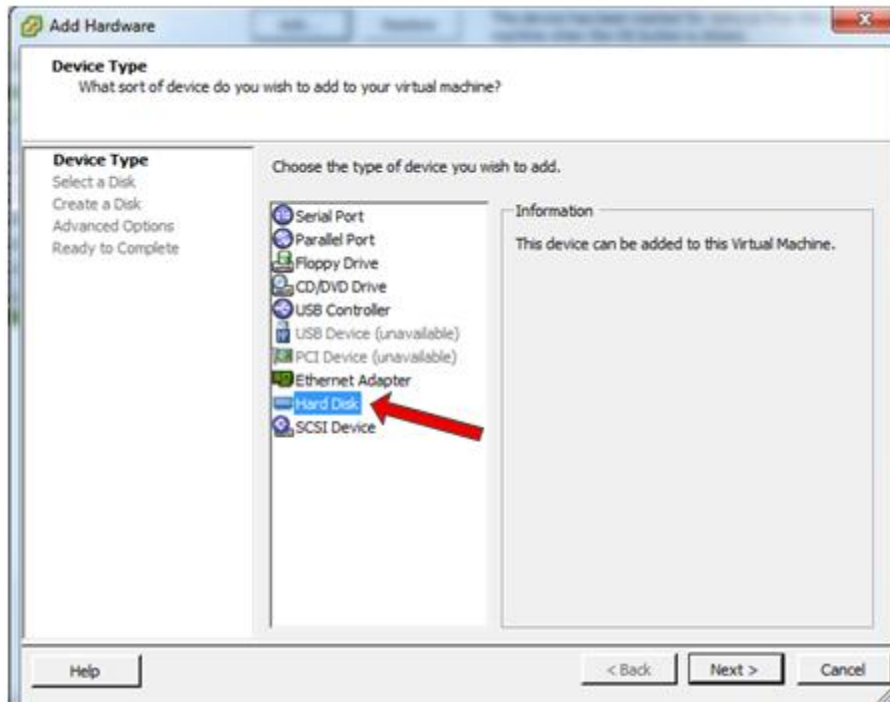 Add Hardware
Device Type
What sort of device do you wish to add to your virtual machine?
Device Type
Select a Disk
Create a Disk
Advanced Options
Ready to Complete
Choose the type of device you wish to add.
Serial Port
Parallel Port
Floppy Drive
CD/DVD Drive
USB Controller
USB Device (unavailable)
PCI Device (unavailable)
Ethernet Adapter
Hard Disk
SCSI Device
Information
This device can be added to this Virtual Machine.
Help
< Back
Next >
Cancel